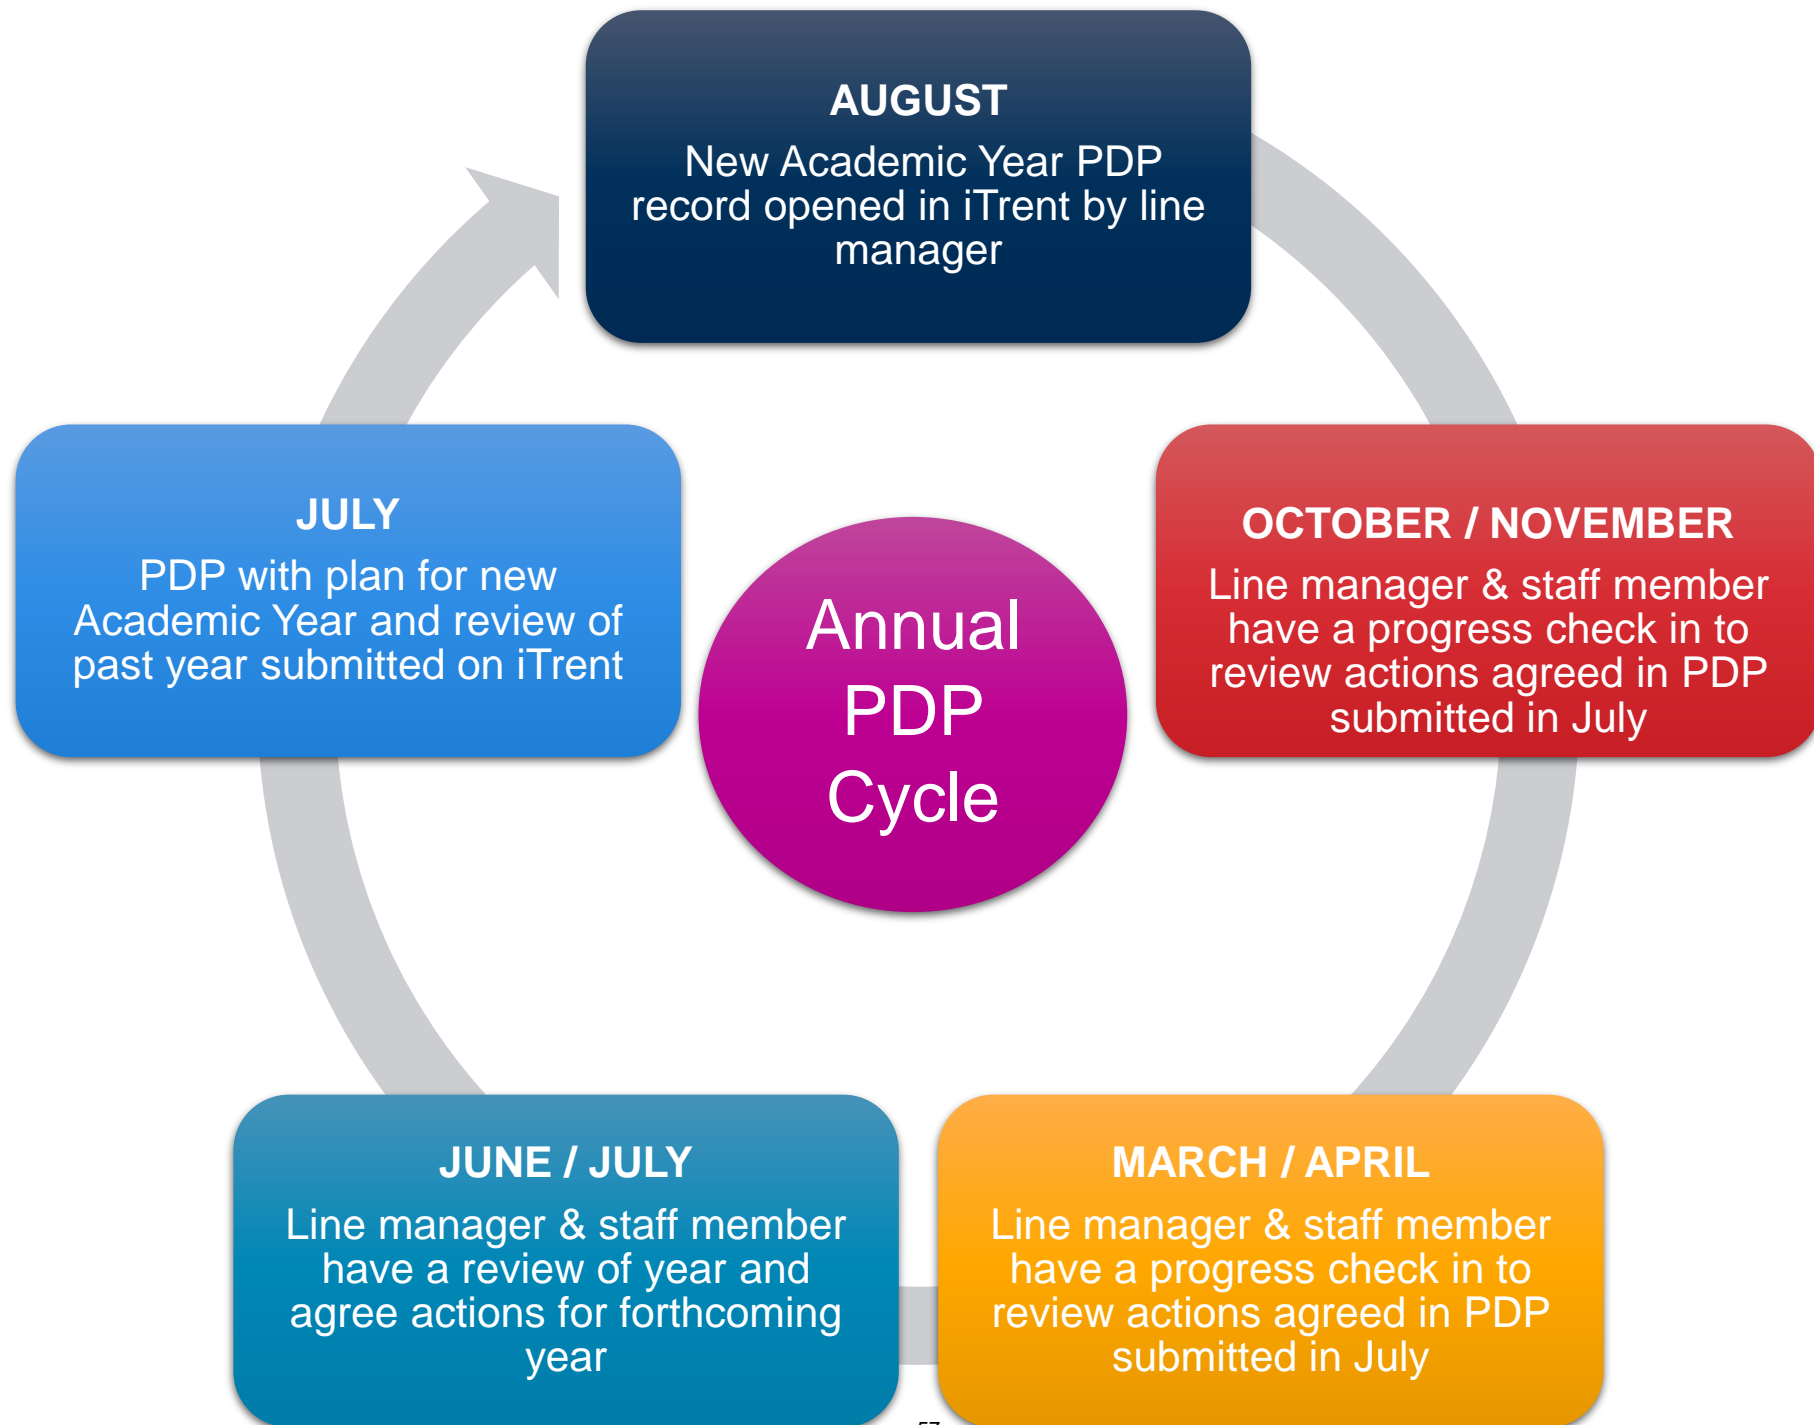 AUGUST
New Academic Year PDP
record opened in iTrent by line
manager
OCTOBER / NOVEMBER
Line manager & staff member
have a progress check in to
review actions agreed in PDP
submitted in July
MARCH / APRIL
Line manager & staff member
have a progress check in to
review actions agreed in PDP
submitted in July
JUNE / JULY
Line manager & staff member
have a review of year and
agree actions for forthcoming
year
JULY
PDP with plan for new
Academic Year and review of
past year submitted on iTrent
Annual
PDP
Cycle